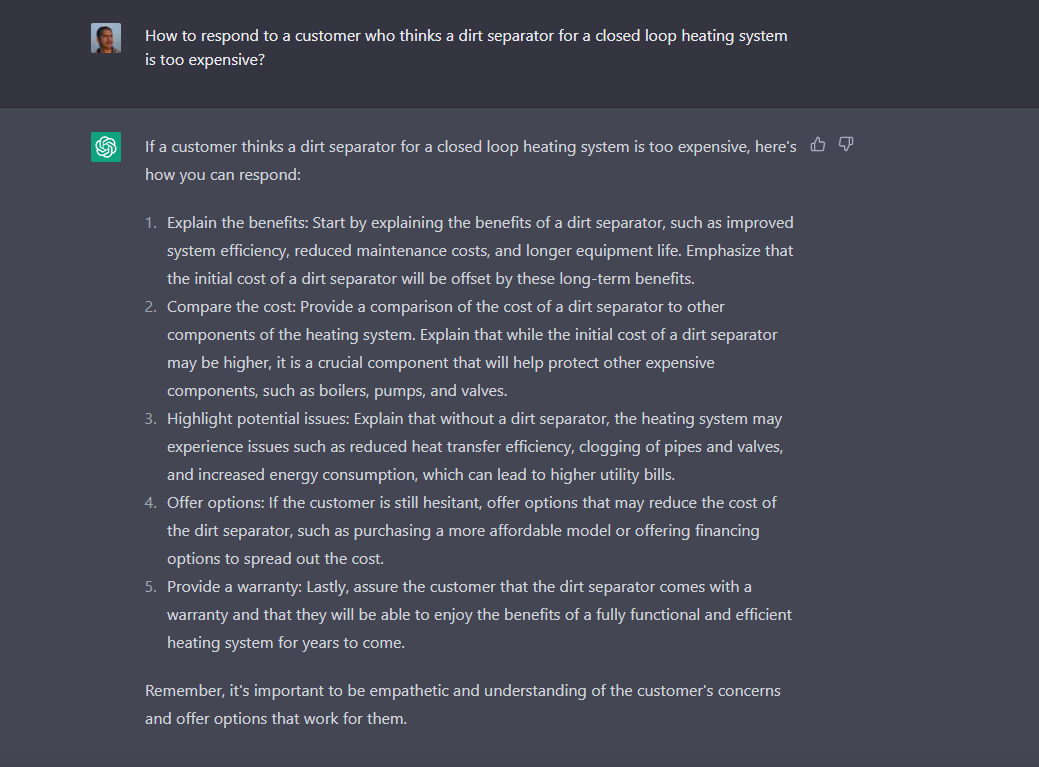 How to respond to a customer who thinks a dirt separator for a closed loop heating system
is too expensive?
If a customer thinks a dirt separator for a closed loop heating system is too expensive, here's
how you can respond:
1. Explain the benefits: Start by explaining the benefits of a dirt separator, such as improved
system efficiency, reduced maintenance costs, and longer equipment life. Emphasize that
the initial cost of a dirt separator will be offset by these long-term benefits.
2. Compare the cost: Provide a comparison of the cost of a dirt separator to other
components of the heating system. Explain that while the initial cost of a dirt separator
may be higher, it is a crucial component that will help protect other expensive
components, such as boilers, pumps, and valves.
3. Highlight potential issues: Explain that without a dirt separator, the heating system may
experience issues such as reduced heat transfer efficiency, clogging of pipes and valves,
and increased energy consumption, which can lead to higher utility bills.
4. Offer options: If the customer is still hesitant, offer options that may reduce the cost of
the dirt separator, such as purchasing a more affordable model or offering financing
options to spread out the cost.
5. Provide a warranty: Lastly, assure the customer that the dirt separator comes with a
warranty and that they will be able to enjoy the benefits of a fully functional and efficient
heating system for years to come.
Remember, it's important to be empathetic and understanding of the customer's concerns
and offer options that work for them.